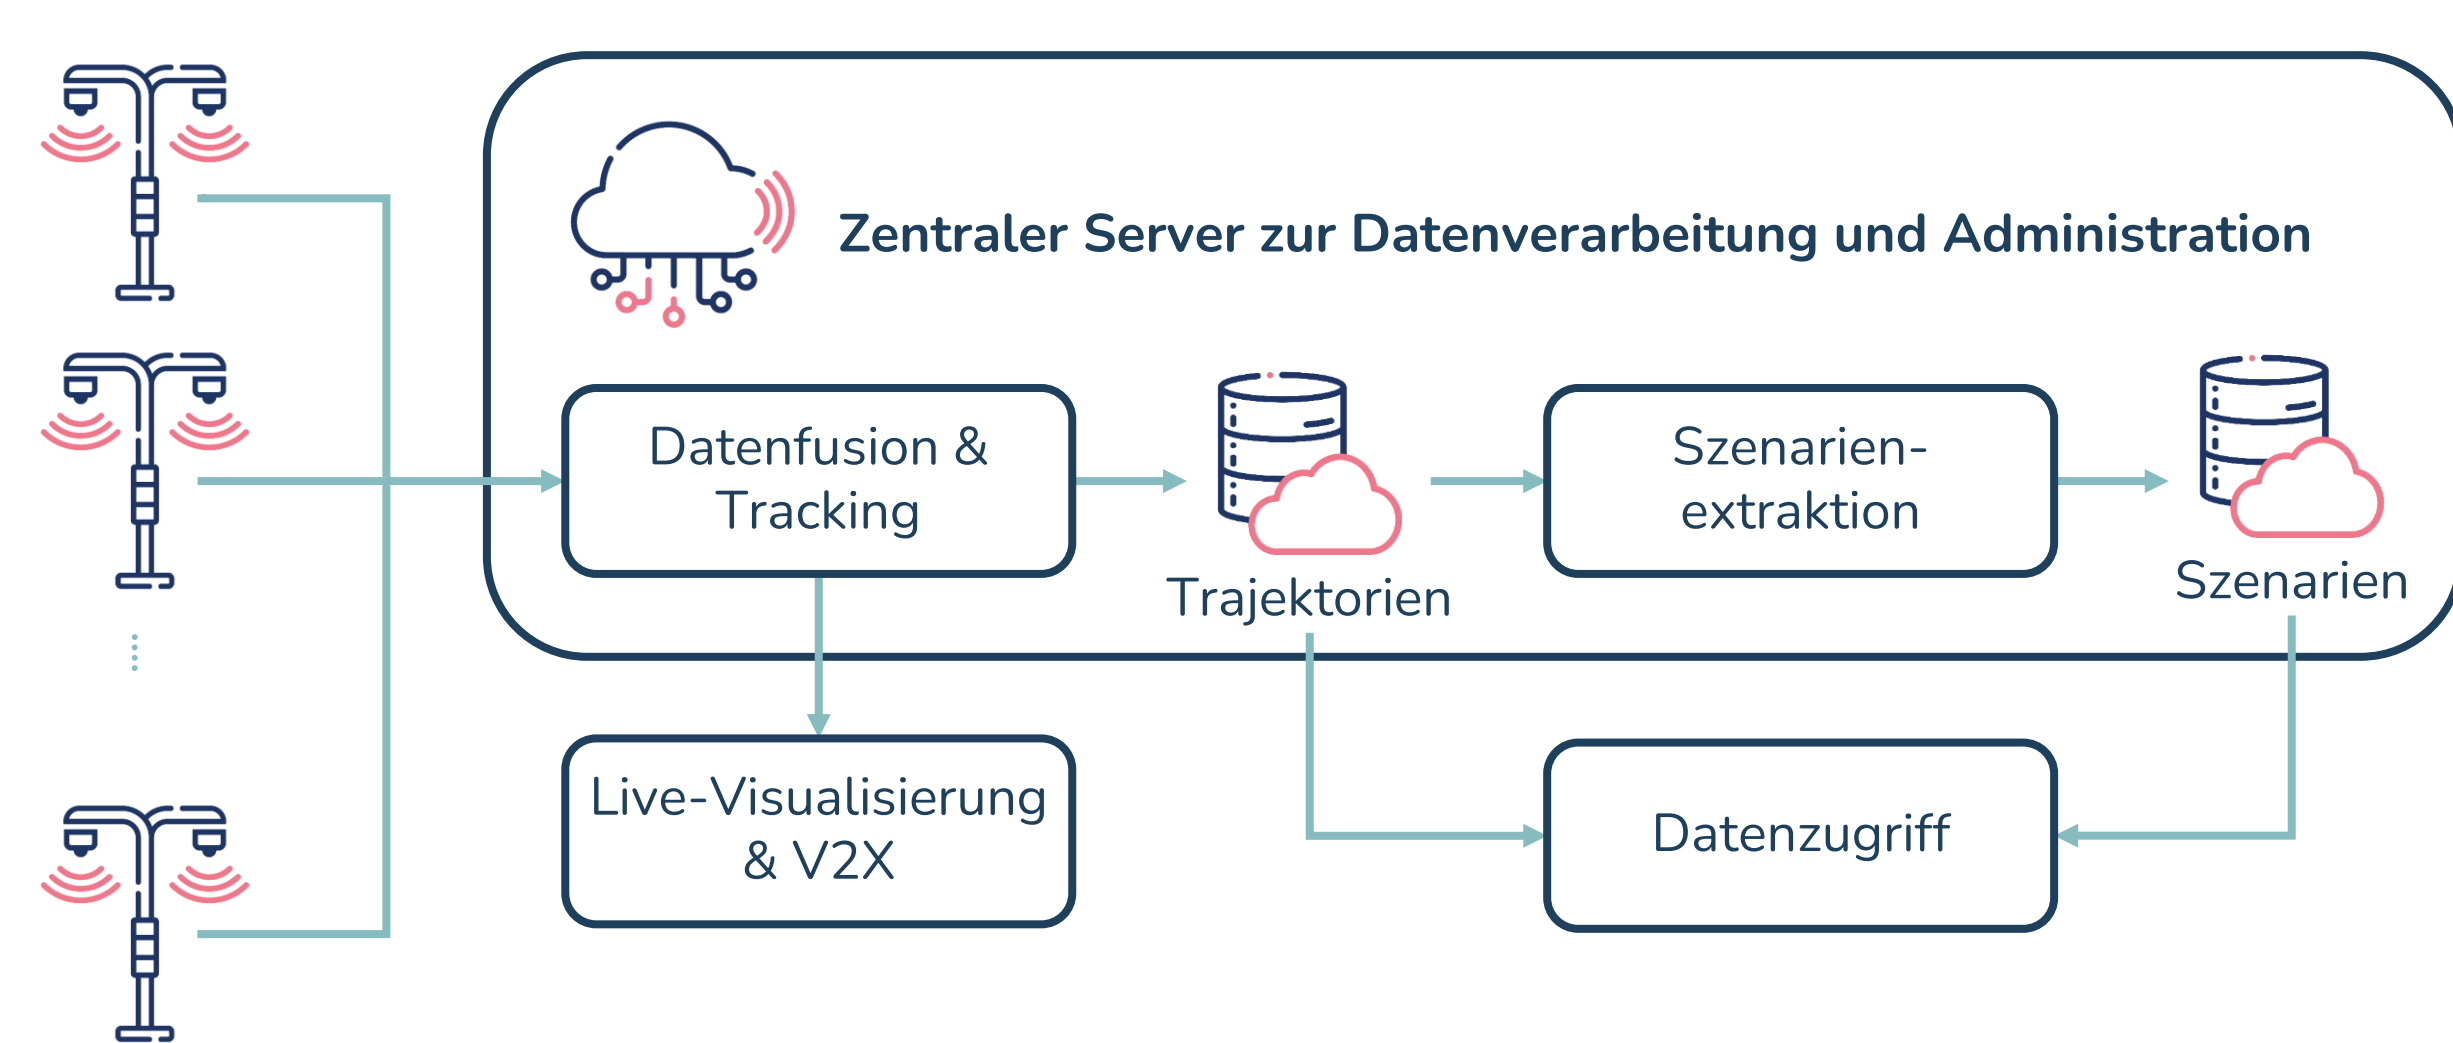 Zentraler Server zur Datenverarbeitung und Administration
Datenfusion &
Tracking
Trajektorien
Szenarien-
extraktion
Szenarien
Live-Visualisierung
& V2X
Datenzugriff